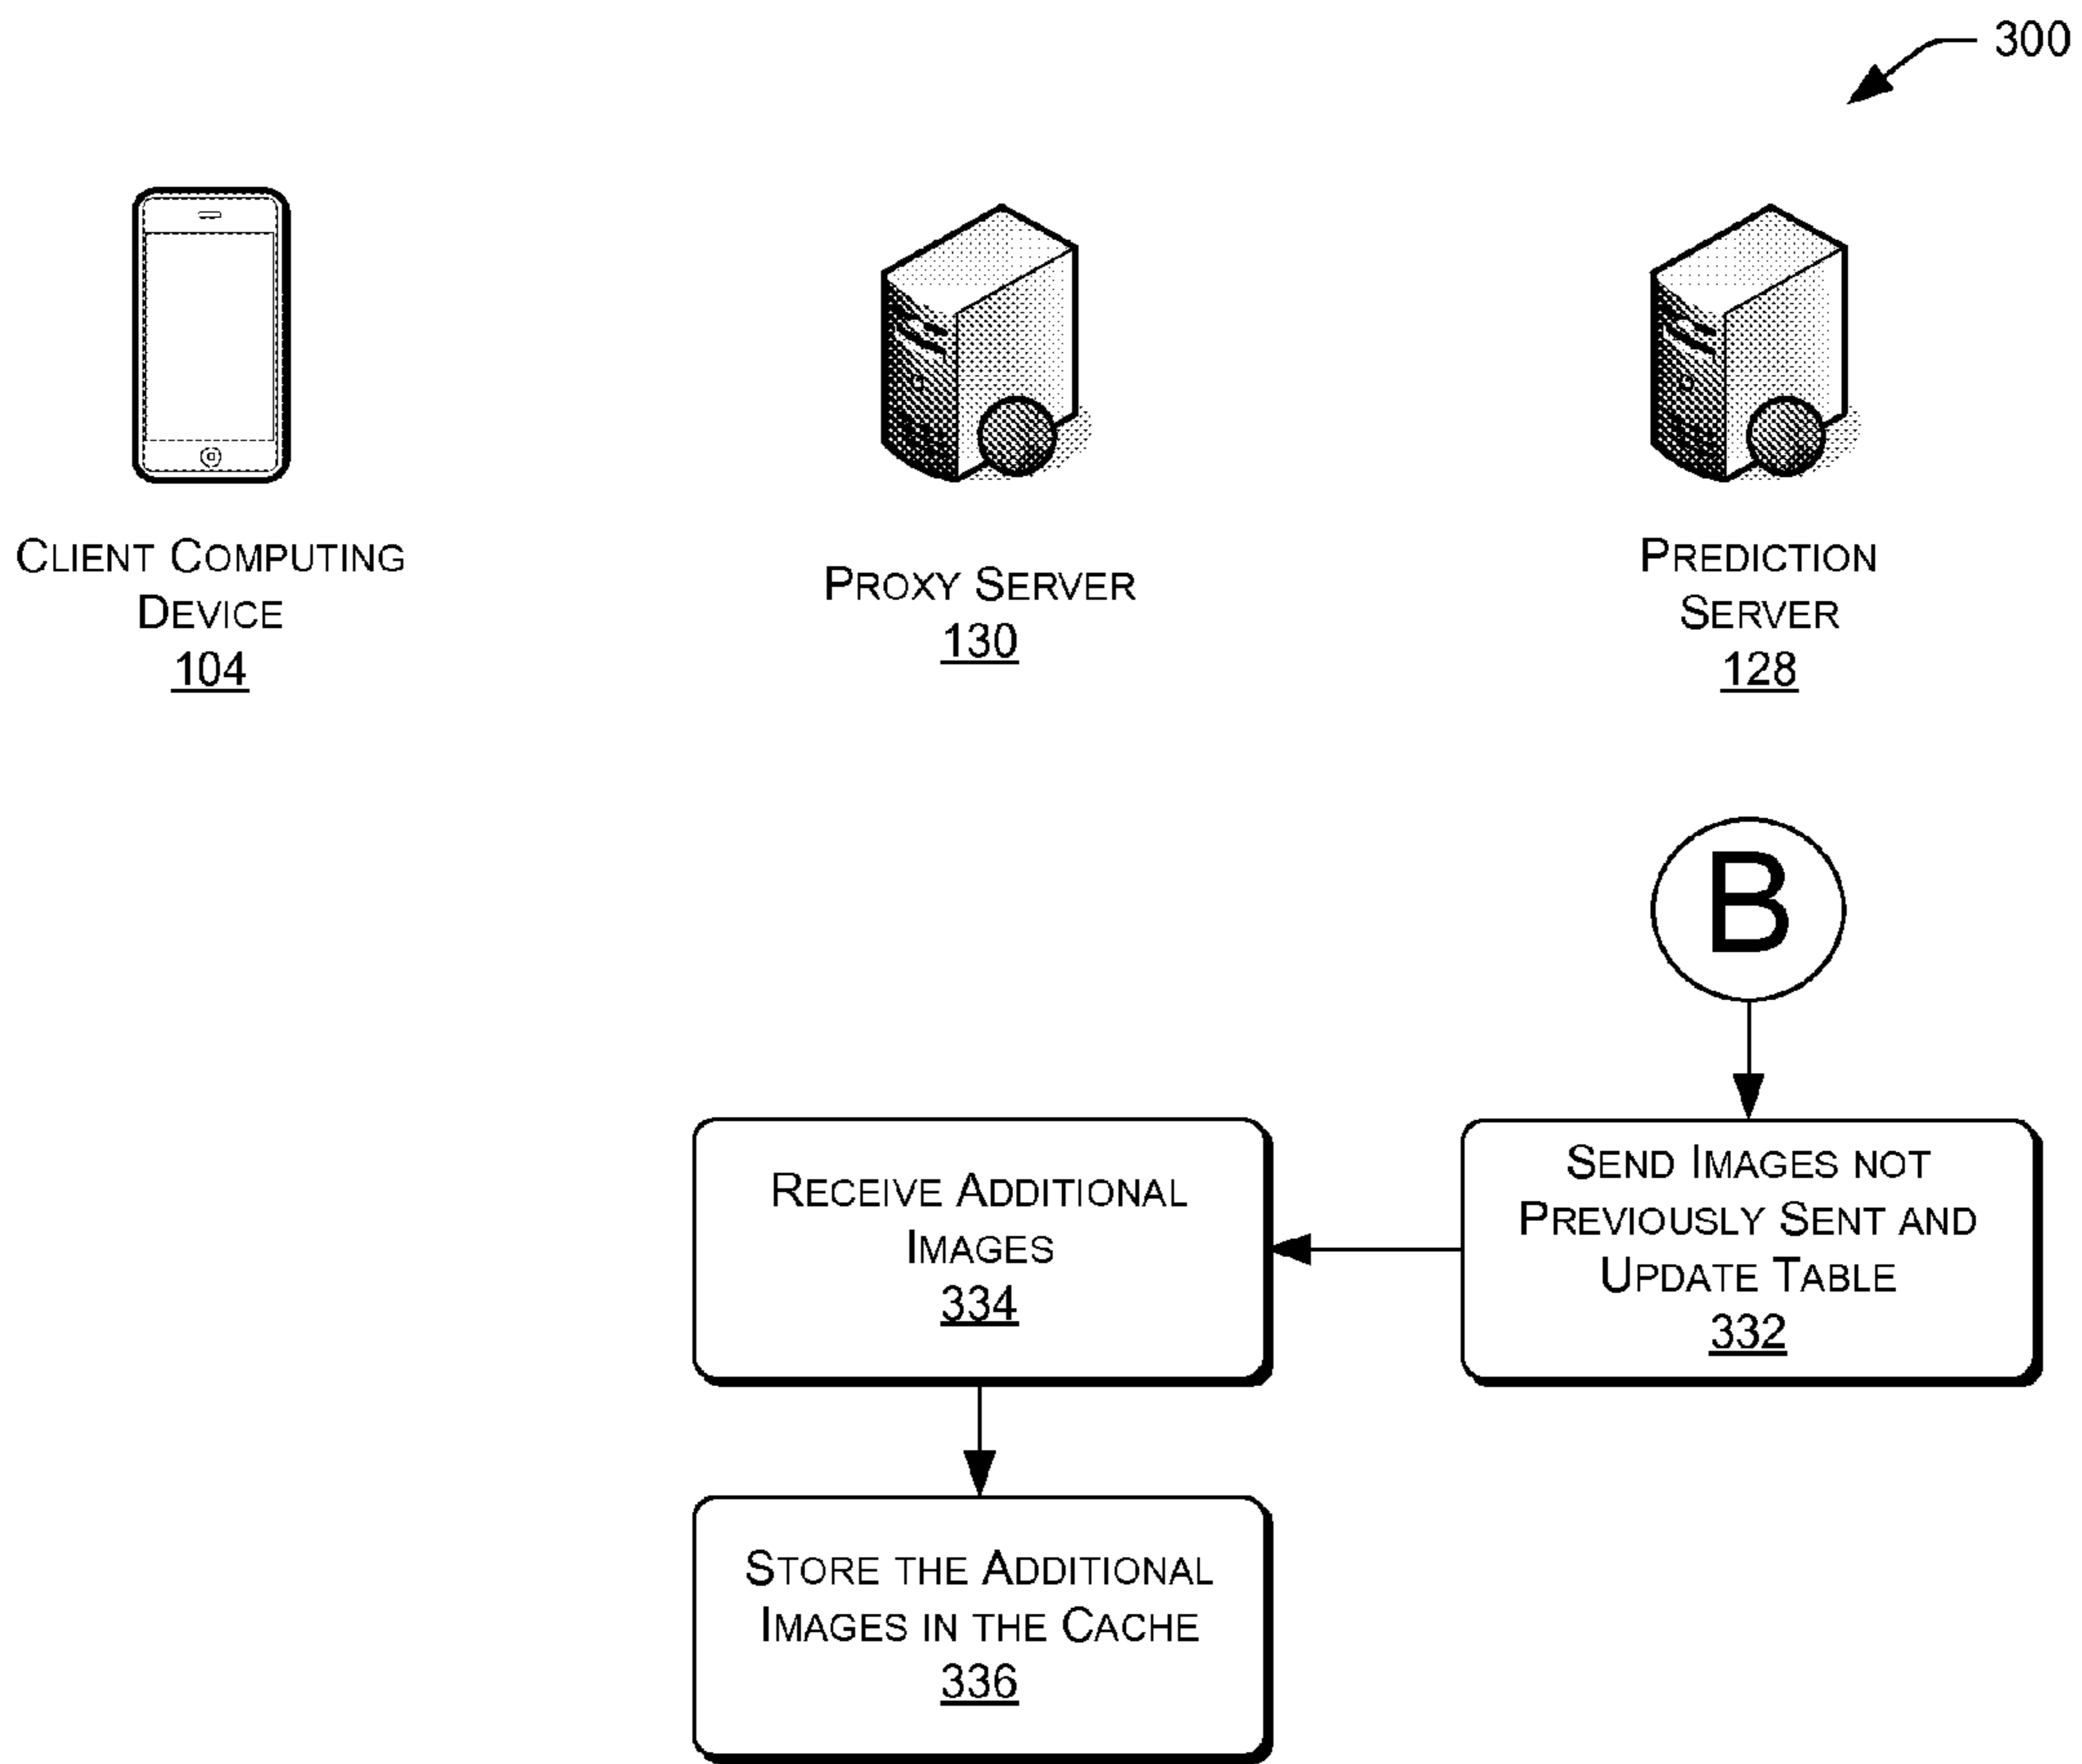 300
CLIENT COMPUTING
DEVICE
104
PROXY SERVER
130
PREDICTION
SERVER
128
B
SEND IMAGES NOT
PREVIOUSLY SENT AND
UPDATE TABLE
332
RECEIVE ADDITIONAL
IMAGES
334
STORE THE ADDITIONAL
IMAGES IN THE CACHE
336